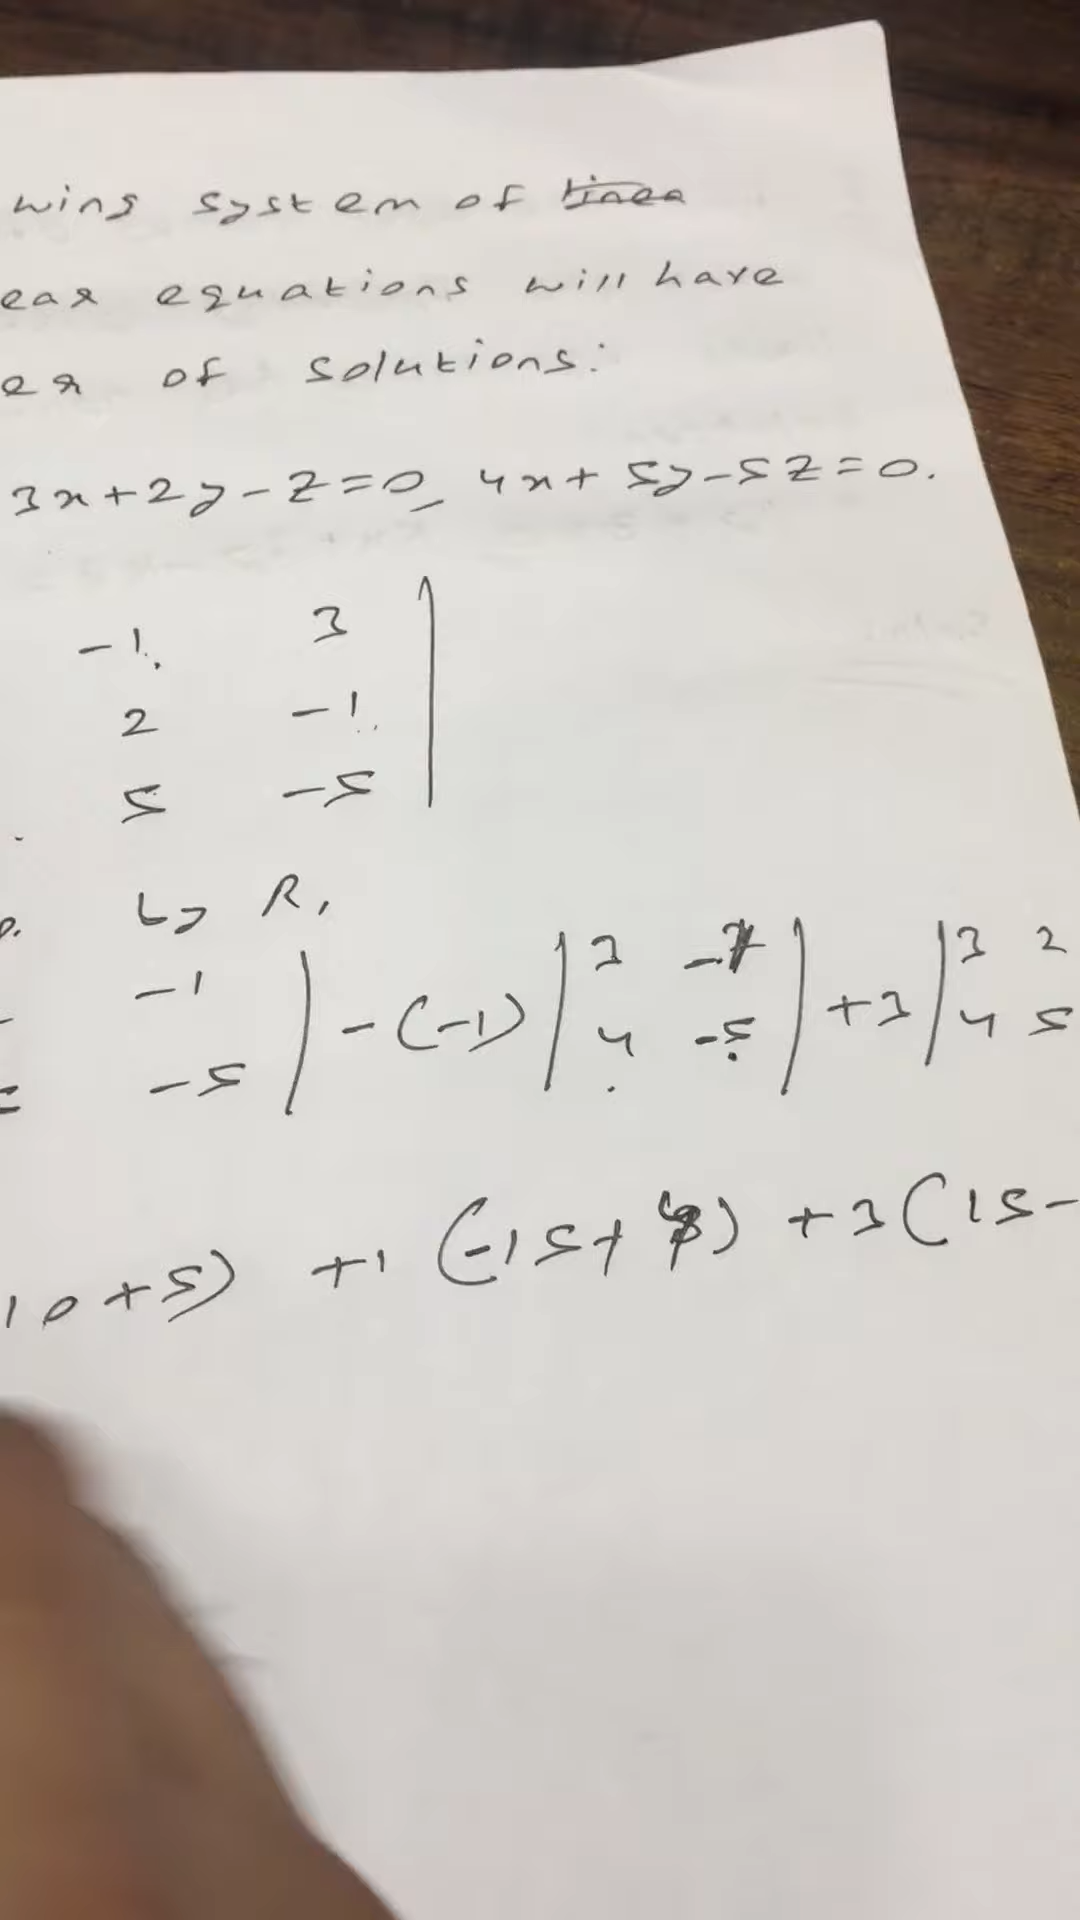 wing system of linea
ear equations will have
er of solutions:
3x+2y-z=0, 4x+5y-5z=0.
-1 3
2 -1
5 -5
by R1
-1 | -(-1) | 3 -1 | +3 | 3 2
-5 | 4 -5 | 4 5
10+5) +1 (-15+4) +3(15-